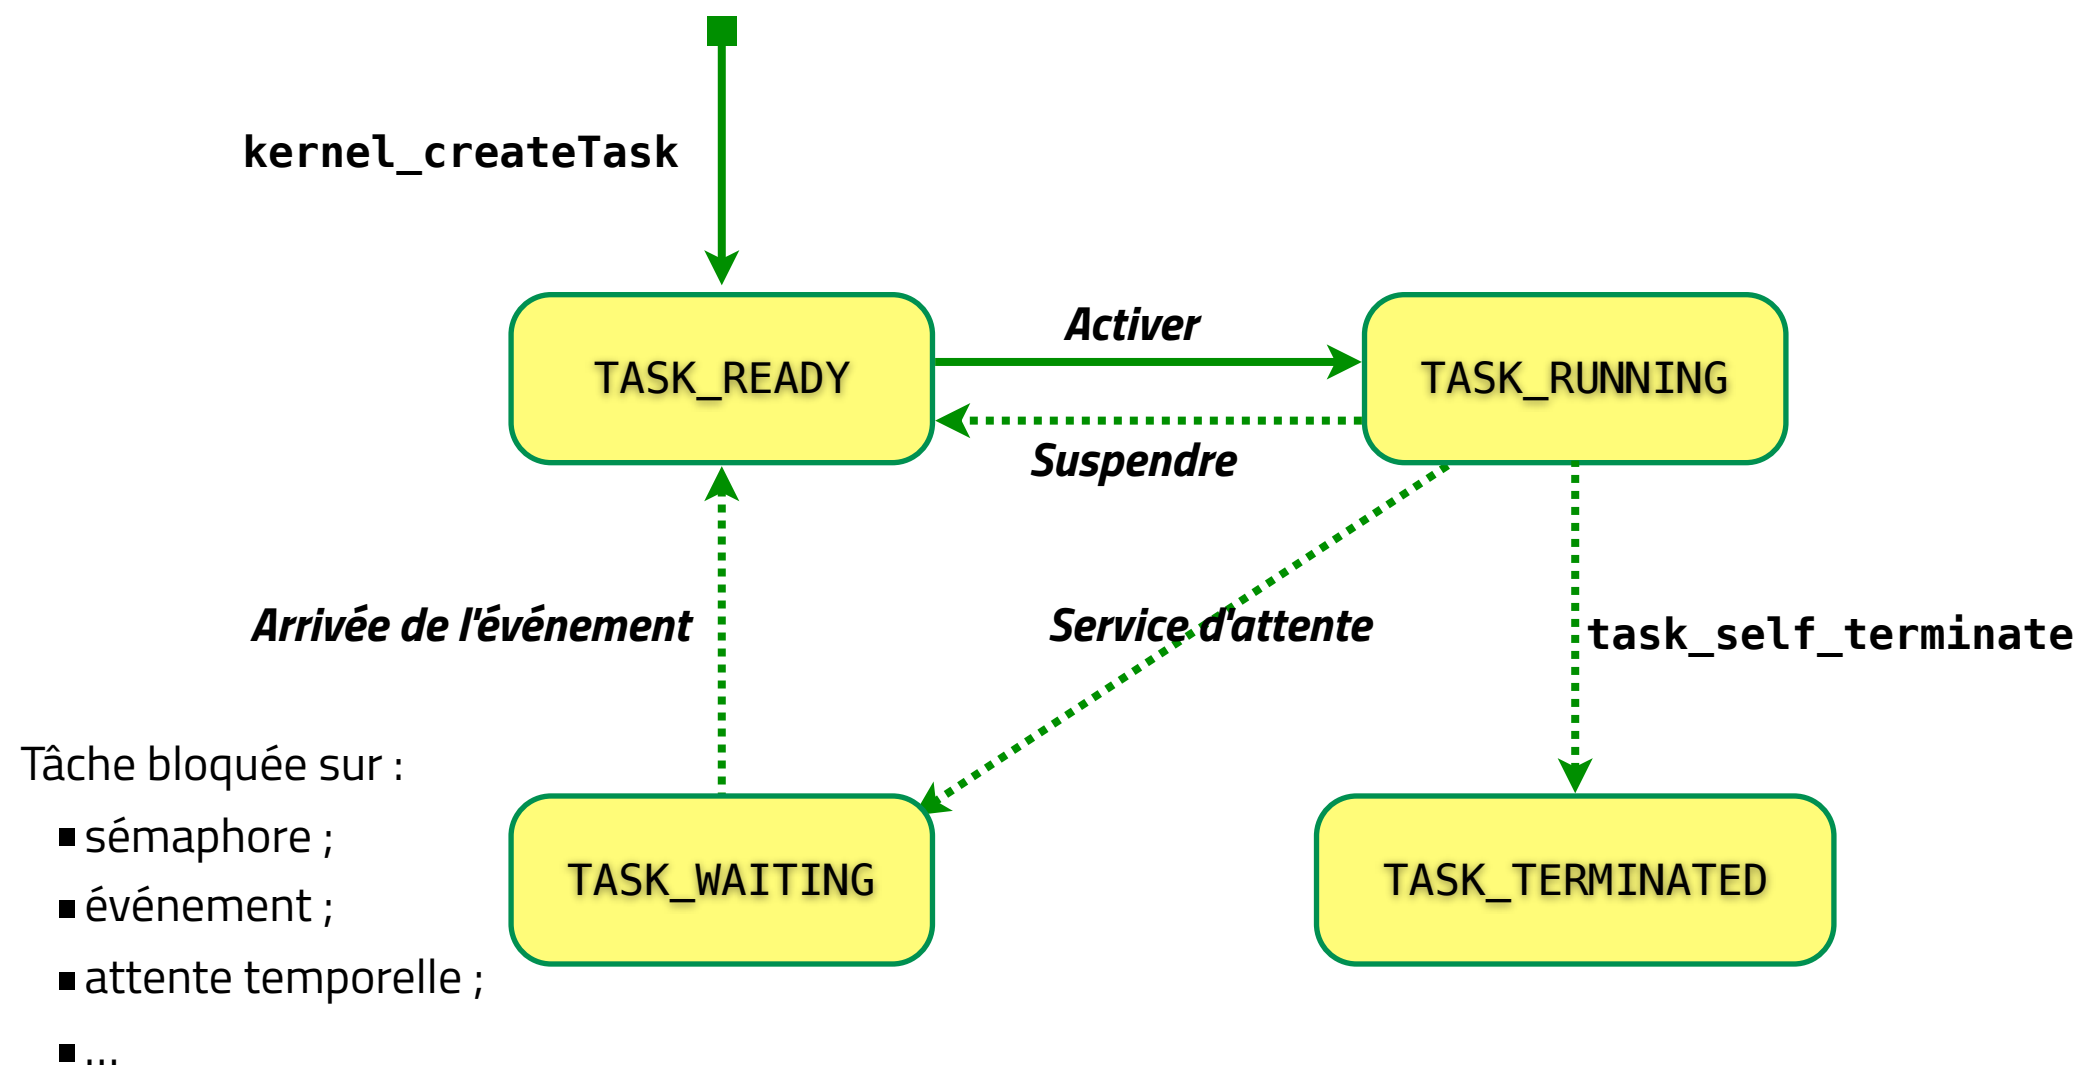 kernel_createTask
Activer
TASK_READY
TASK_RUNNING
Suspendre
Arrivée de l'événement
Service d'attente
task_self_terminate
Tâche bloquée sur :
▪ sémaphore ;
▪ événement ;
▪ attente temporelle ;
▪ ...
TASK_WAITING
TASK_TERMINATED